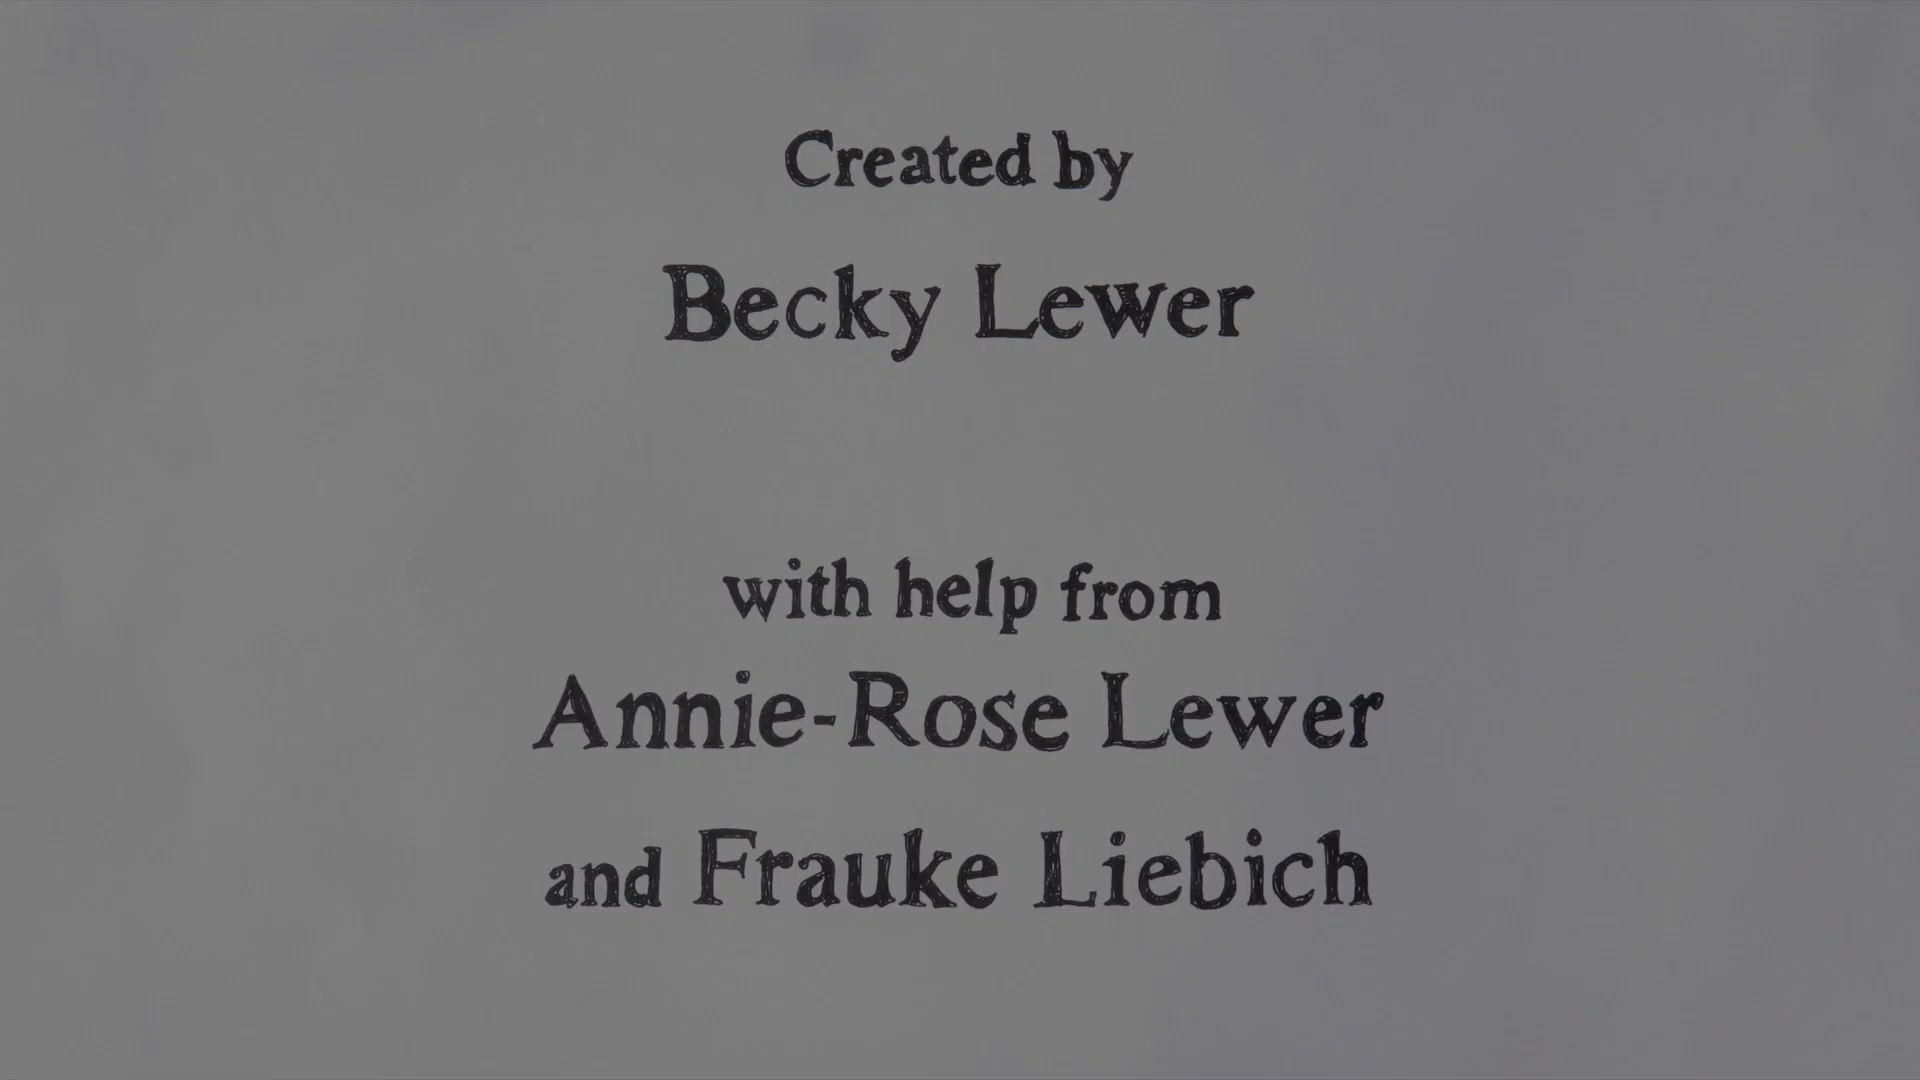 Created by
Becky Lewer
with help from
Annie-Rose Lewer
and Frauke Liebich